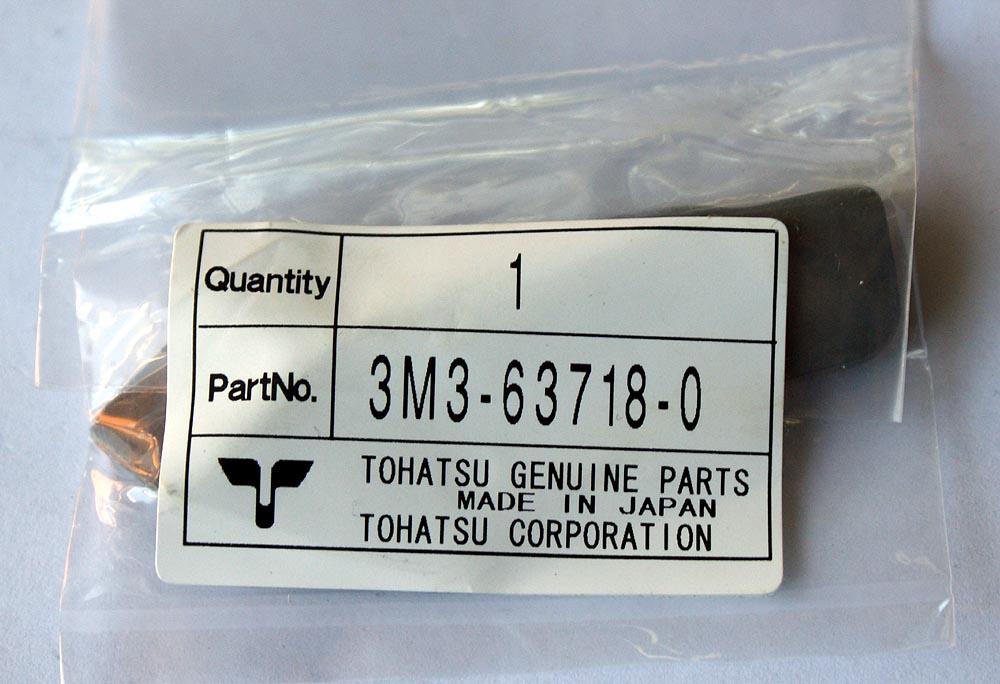 Quantity 1
PartNo. 3M3-63718-0
TOHATSU GENUINE PARTS
MADE IN JAPAN
TOHATSU CORPORATION